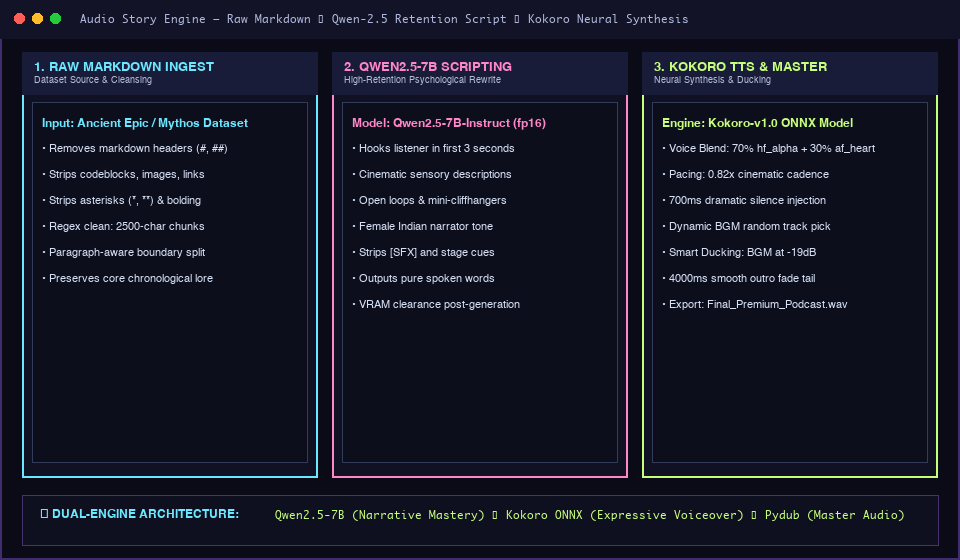 Audio Story Engine — Raw Markdown ▯ Qwen-2.5 Retention Script ▯ Kokoro Neural Synthesis
1. RAW MARKDOWN INGEST
Dataset Source & Cleansing
Input: Ancient Epic / Mythos Dataset
• Removes markdown headers (#, ##)
• Strips codeblocks, images, links
• Strips asterisks (*, **) & bolding
• Regex clean: 2500-char chunks
• Paragraph-aware boundary split
• Preserves core chronological lore
2. QWEN2.5-7B SCRIPTING
High-Retention Psychological Rewrite
Model: Qwen2.5-7B-Instruct (fp16)
• Hooks listener in first 3 seconds
• Cinematic sensory descriptions
• Open loops & mini-cliffhangers
• Female Indian narrator tone
• Strips [SFX] and stage cues
• Outputs pure spoken words
• VRAM clearance post-generation
3. KOKORO TTS & MASTER
Neural Synthesis & Ducking
Engine: Kokoro-v1.0 ONNX Model
• Voice Blend: 70% hf_alpha + 30% af_heart
• Pacing: 0.82x cinematic cadence
• 700ms dramatic silence injection
• Dynamic BGM random track pick
• Smart Ducking: BGM at -19dB
• 4000ms smooth outro fade tail
• Export: Final_Premium_Podcast.wav
▯ DUAL-ENGINE ARCHITECTURE: Qwen2.5-7B (Narrative Mastery) ▯ Kokoro ONNX (Expressive Voiceover) ▯ Pydub (Master Audio)